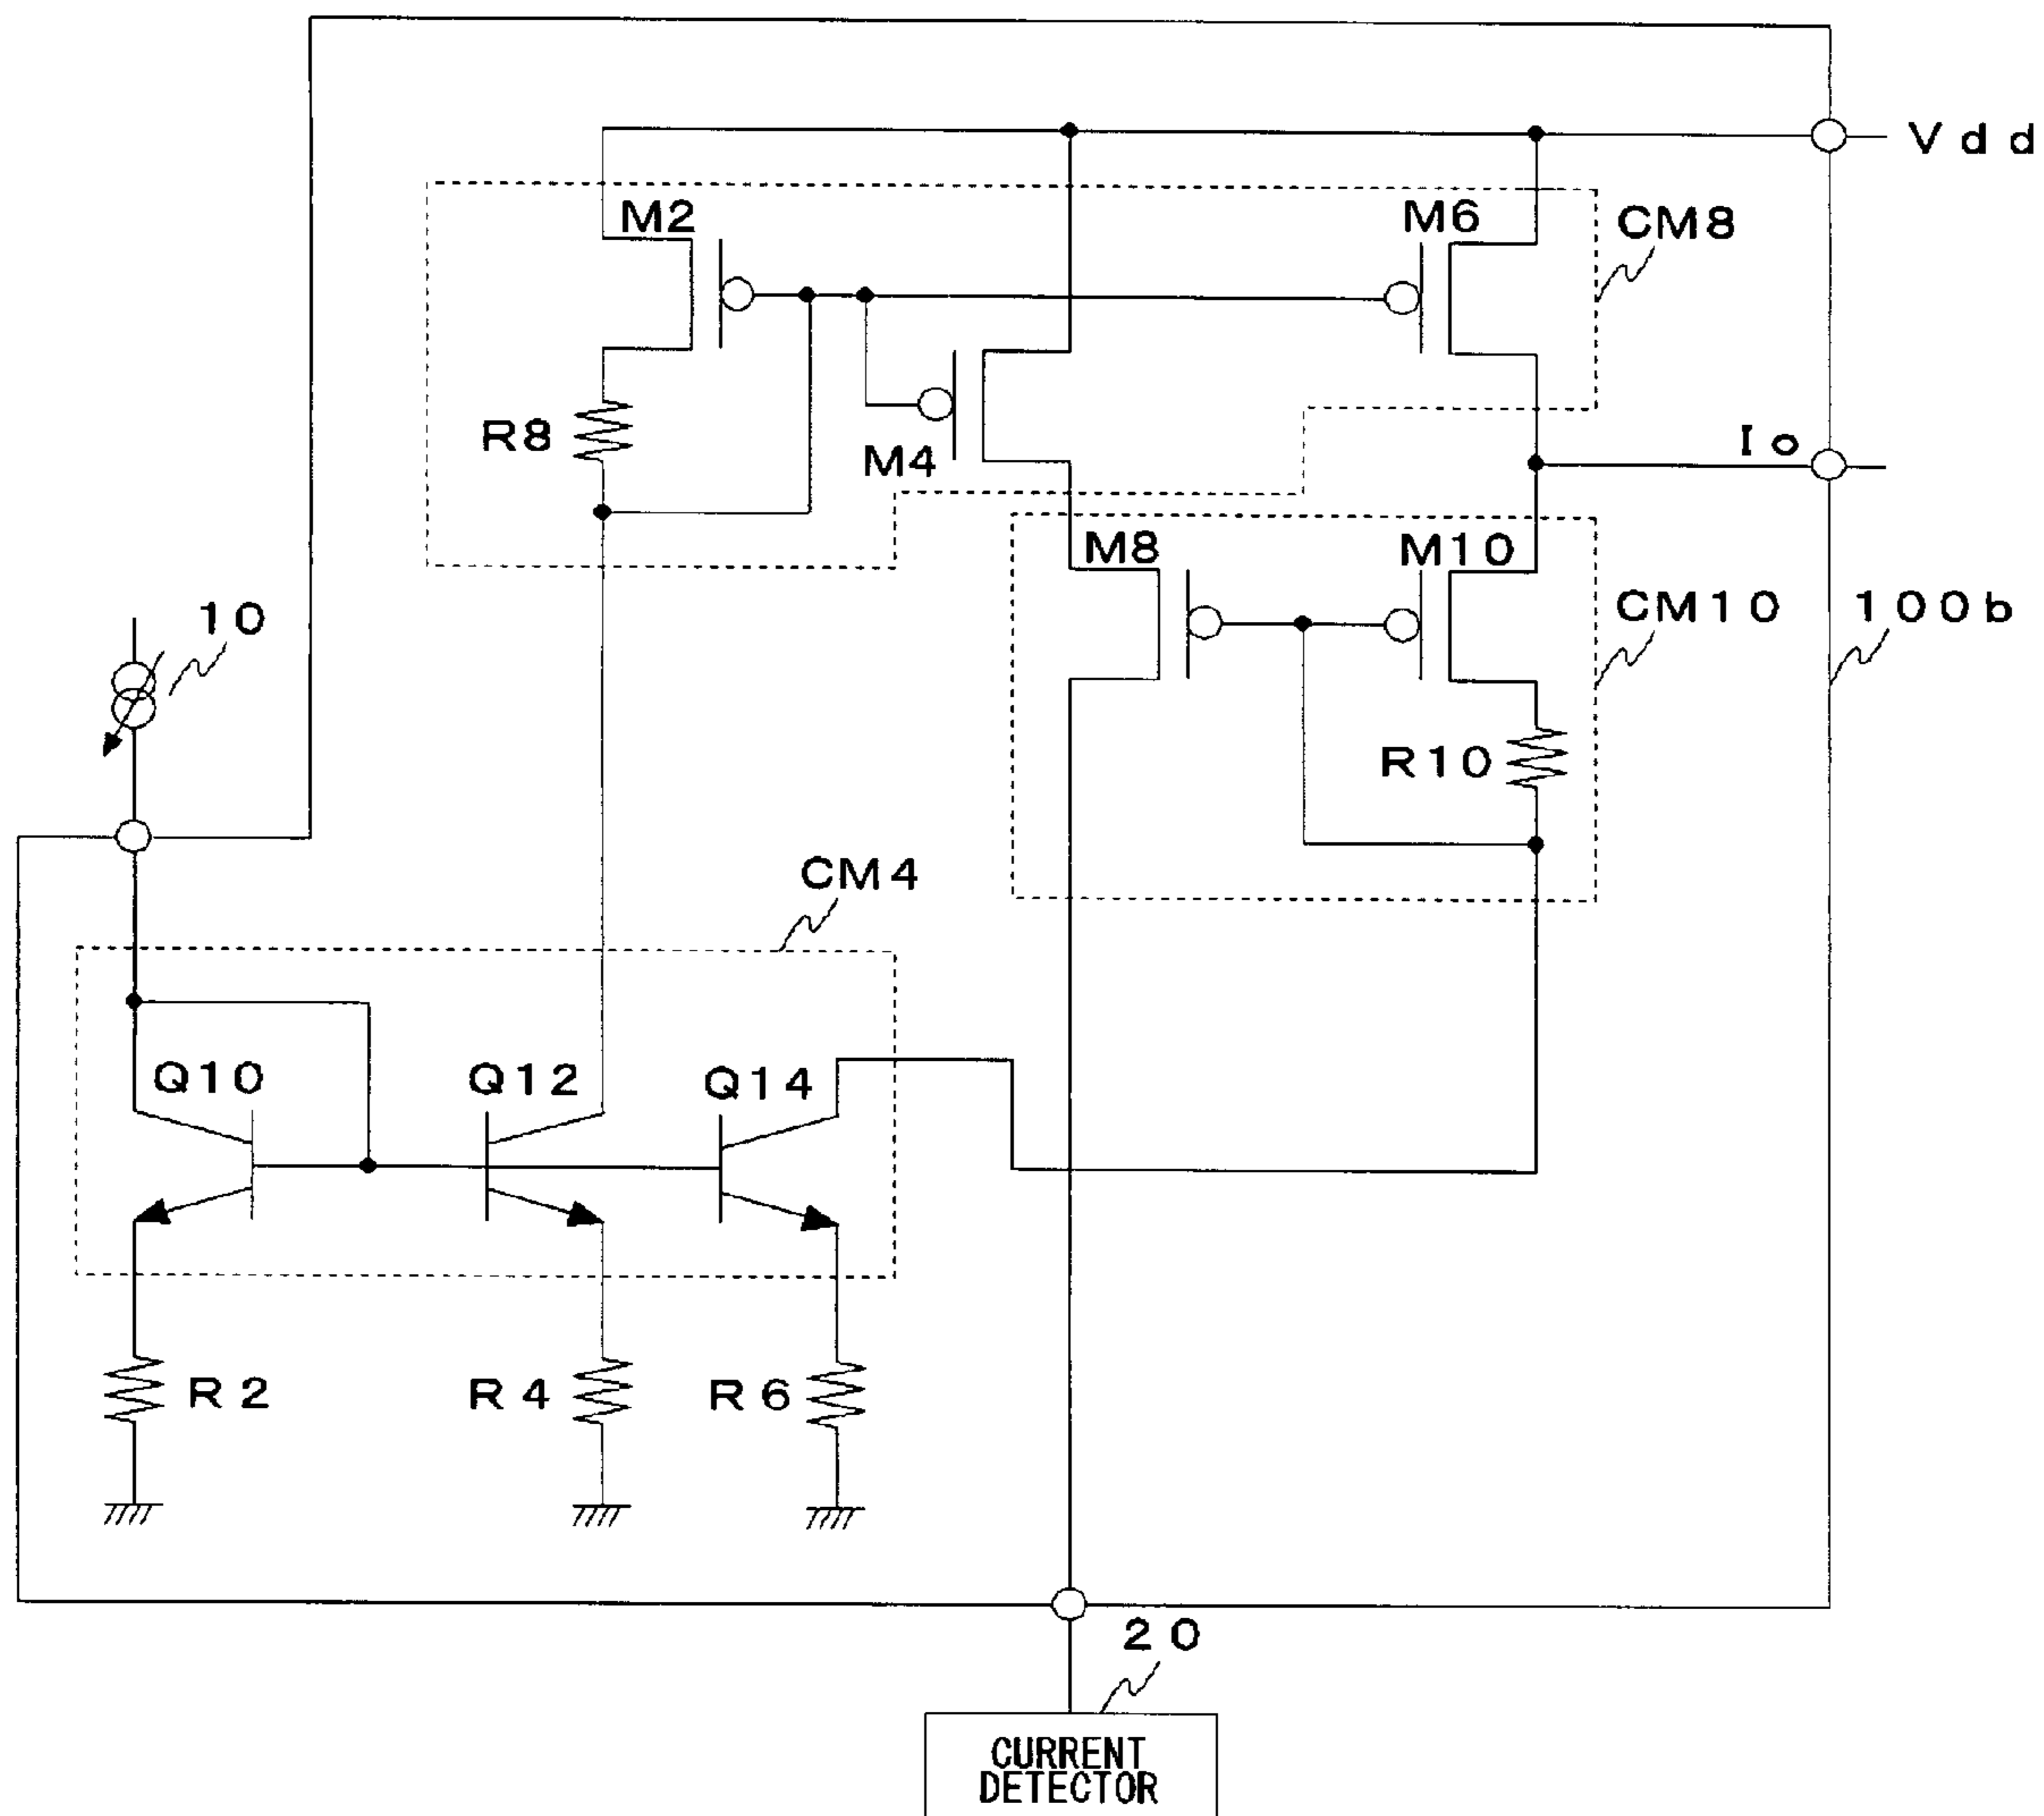 Vdd
M2
M6
CM8
R8
M4
Io
M8
M10
CM10
100b
10
R10
CM4
Q10
Q12
Q14
R2
R4
R6
20
CURRENT
DETECTOR